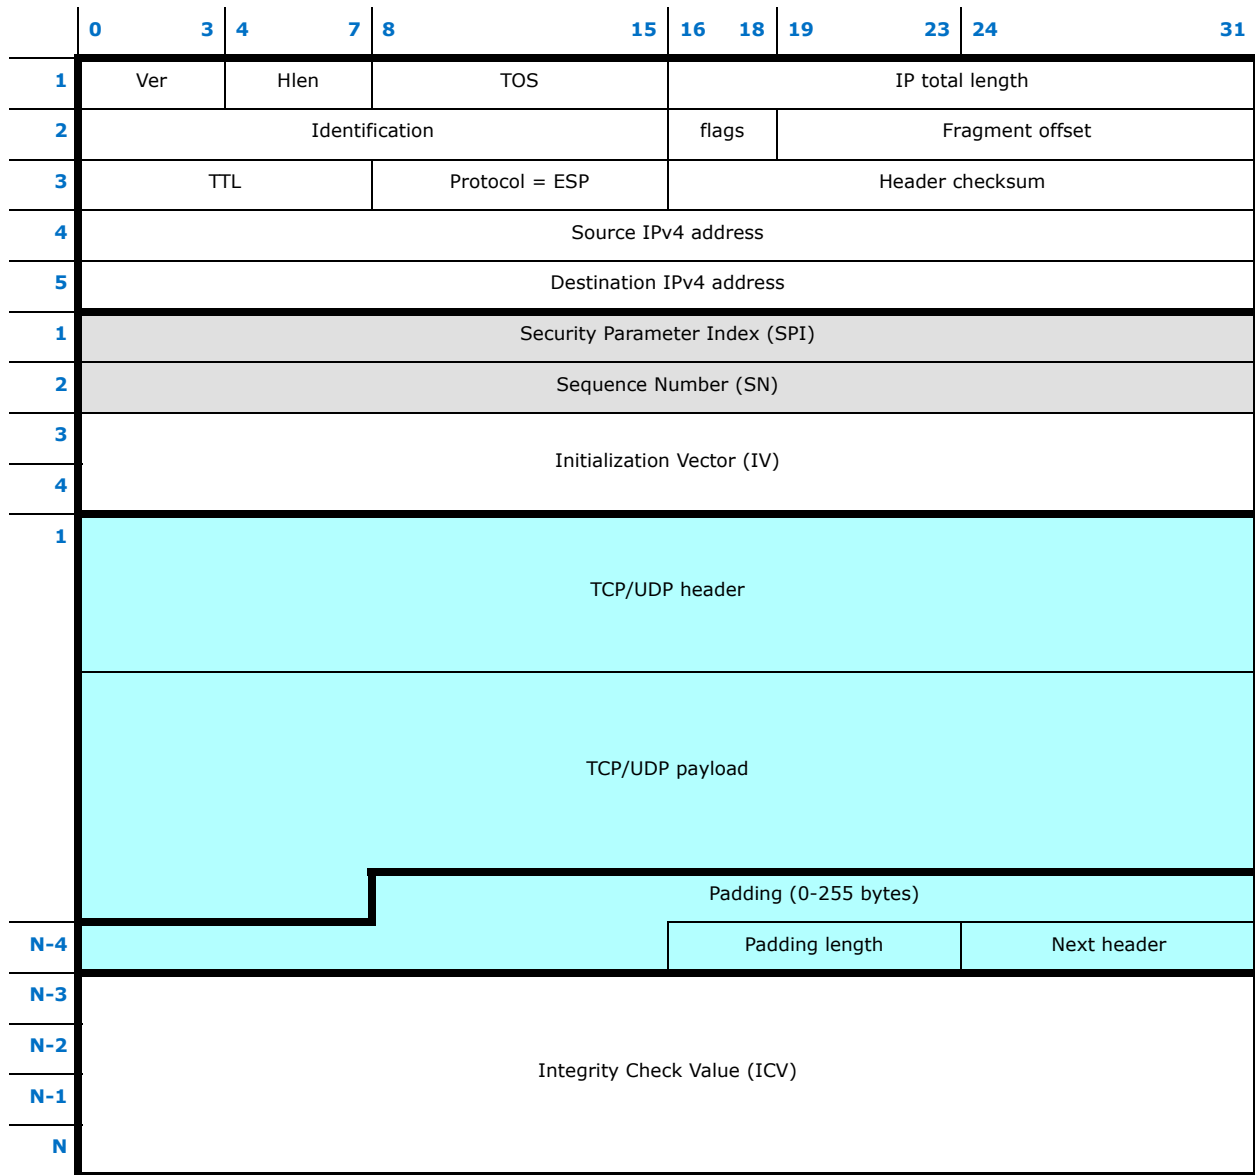 0 3 4 7 8 15 16 18 19 23 24 31
1 Ver Hlen TOS IP total length
2 Identification flags Fragment offset
3 TTL Protocol = ESP Header checksum
4 Source IPv4 address
5 Destination IPv4 address
1 Security Parameter Index (SPI)
2 Sequence Number (SN)
3
Initialization Vector (IV)
4
1
TCP/UDP header
TCP/UDP payload
Padding (0-255 bytes)
N-4 Padding length Next header
N-3
N-2
Integrity Check Value (ICV)
N-1
N